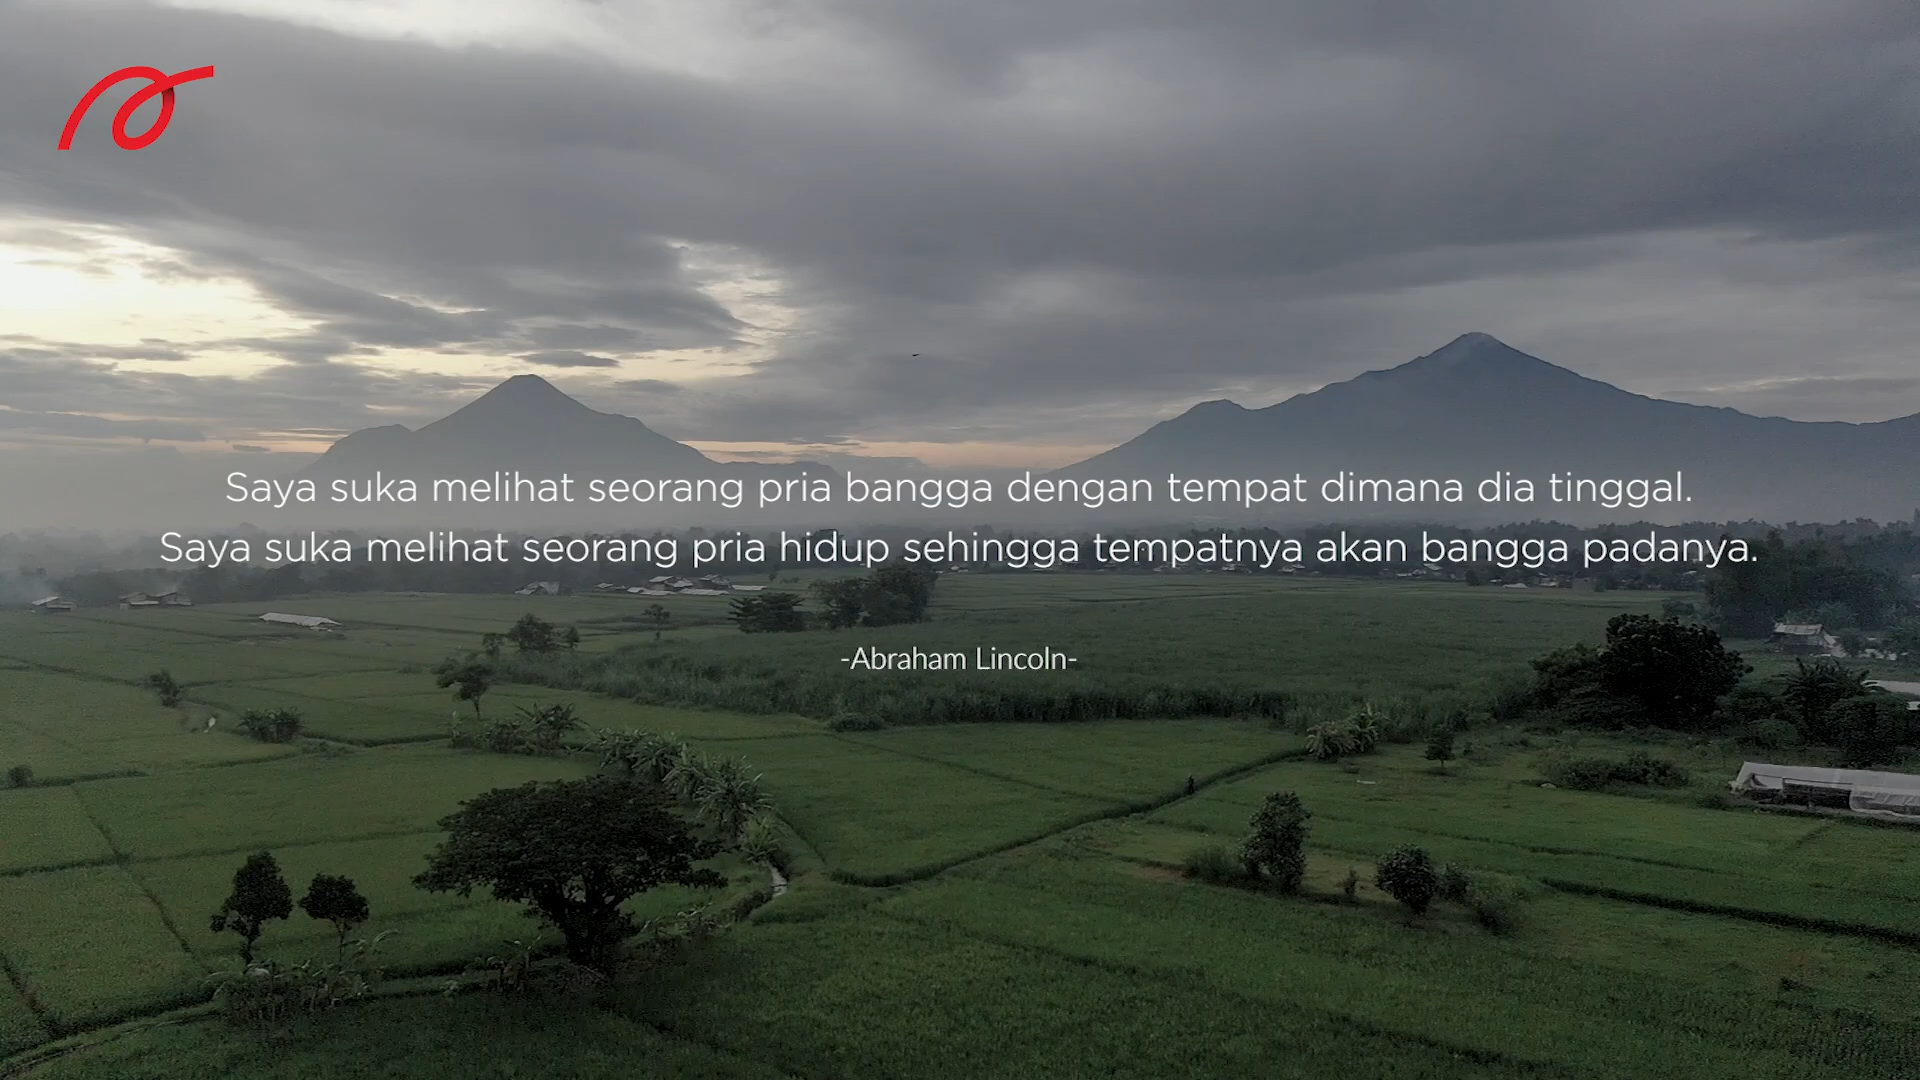 Saya suka melihat seorang pria bangga dengan tempat dimana dia tinggal.
Saya suka melihat seorang pria hidup sehingga tempatnya akan bangga padanya.
-Abraham Lincoln-